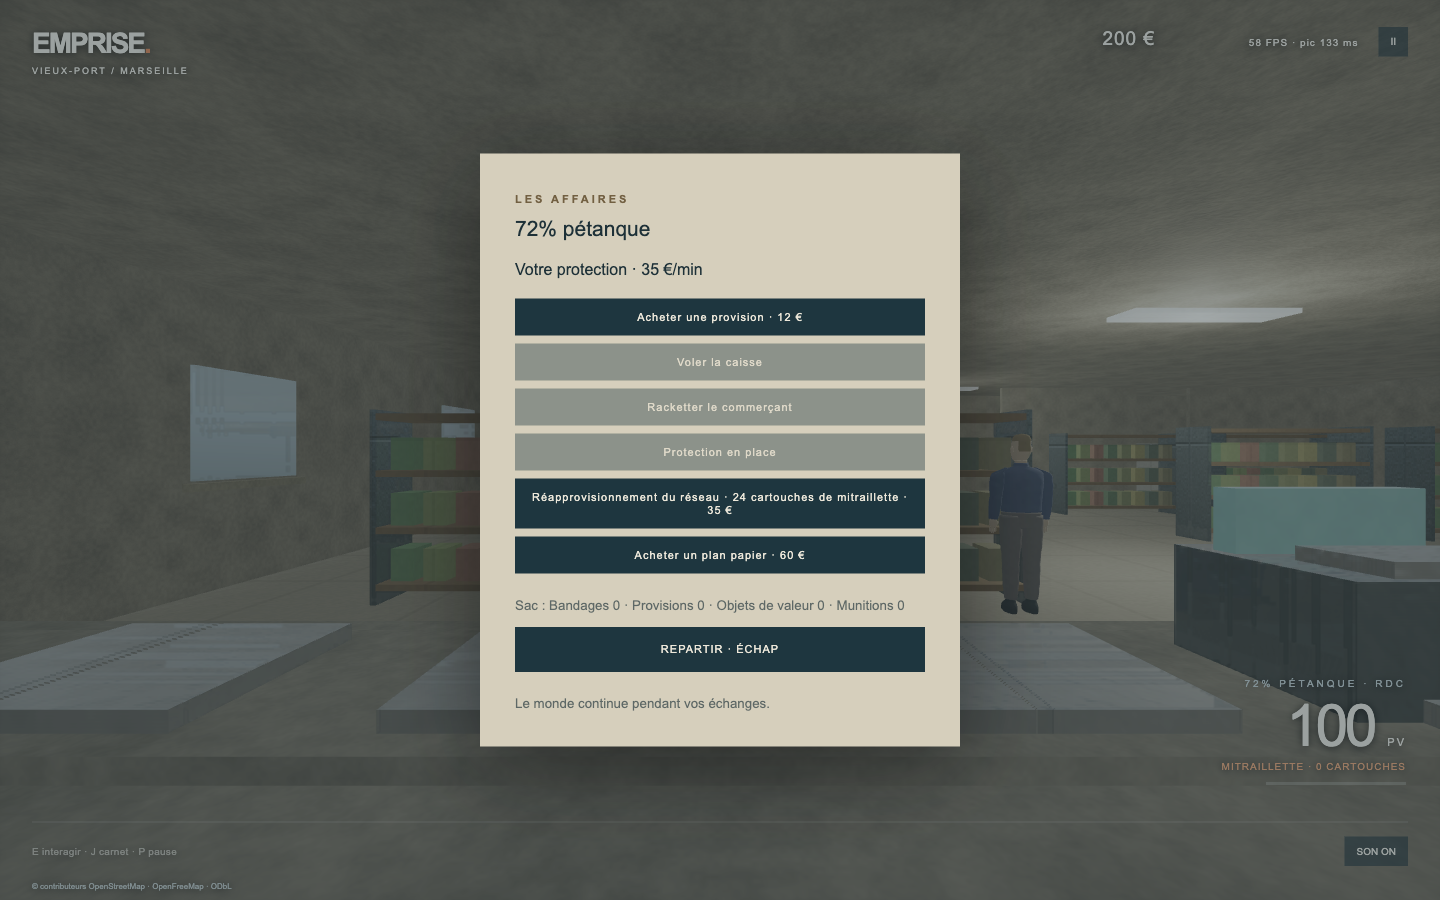 EMPRISE.
VIEUX-PORT / MARSEILLE
200 €
58 FPS · pic 133 ms
II
LES AFFAIRES
72% pétanque
Votre protection · 35 €/min
Acheter une provision · 12 €
Voler la caisse
Racketter le commerçant
Protection en place
Réapprovisionnement du réseau · 24 cartouches de mitraillette ·
35 €
Acheter un plan papier · 60 €
Sac : Bandages 0 · Provisions 0 · Objets de valeur 0 · Munitions 0
REPARTIR · ÉCHAP
Le monde continue pendant vos échanges.
72% PÉTANQUE · RDC
100 PV
MITRAILLETTE · 0 CARTOUCHES
E interagir · J carnet · P pause
SON ON
© contributeurs OpenStreetMap · OpenFreeMap · ODbL